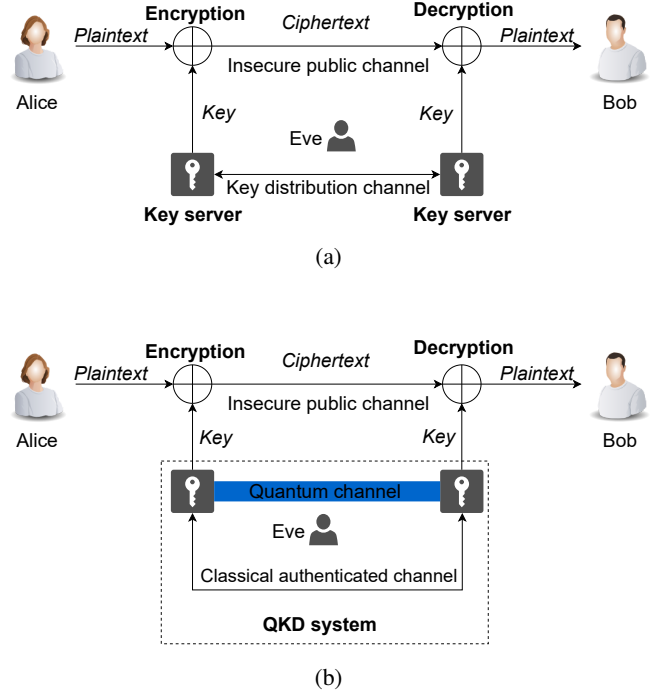 Encryption
Ciphertext
Decryption
Plaintext
Plaintext
Insecure public channel
Alice
Bob
Key
Key
Eve
Key distribution channel
Key server
Key server
(a)
Encryption
Ciphertext
Decryption
Plaintext
Plaintext
Insecure public channel
Alice
Bob
Key
Key
Quantum channel
Eve
Classical authenticated channel
QKD system
(b)